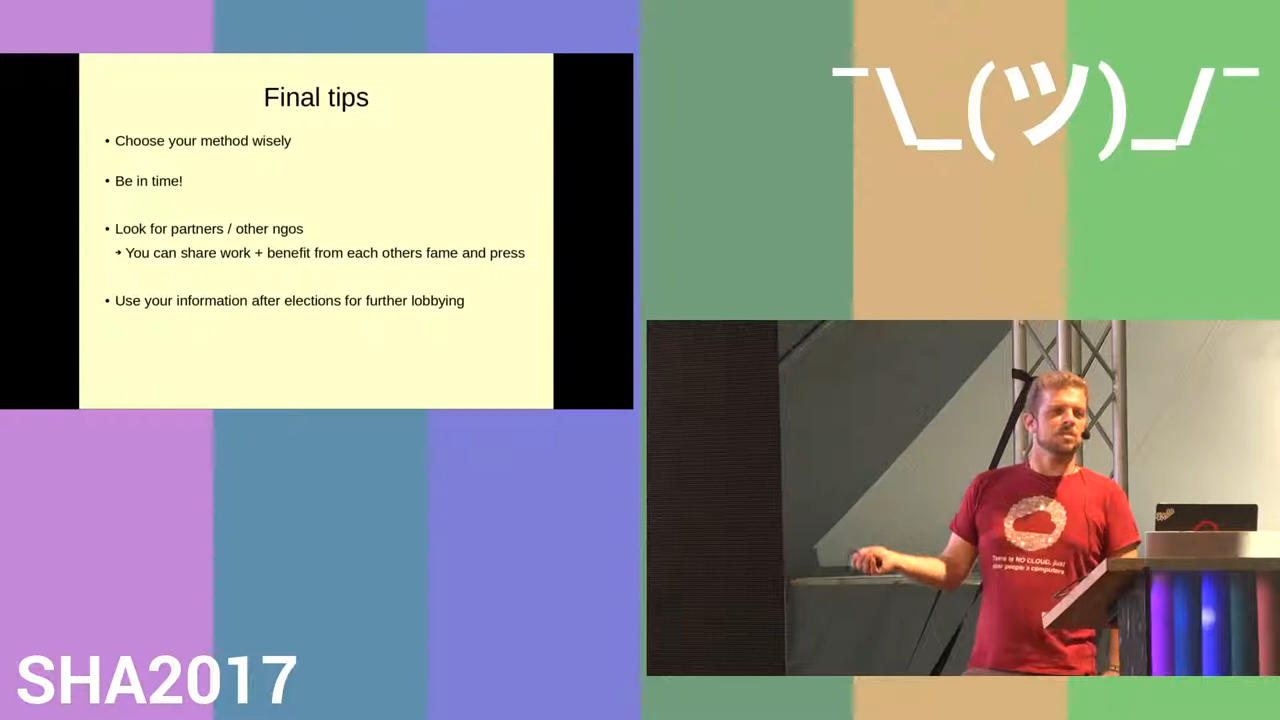 Final tips
• Choose your method wisely
• Be in time!
• Look for partners / other ngos
➔ You can share work + benefit from each others fame and press
• Use your information after elections for further lobbying
¯\_(ツ)_/¯
There is NO CLOUD, just
people's computers
SHA2017